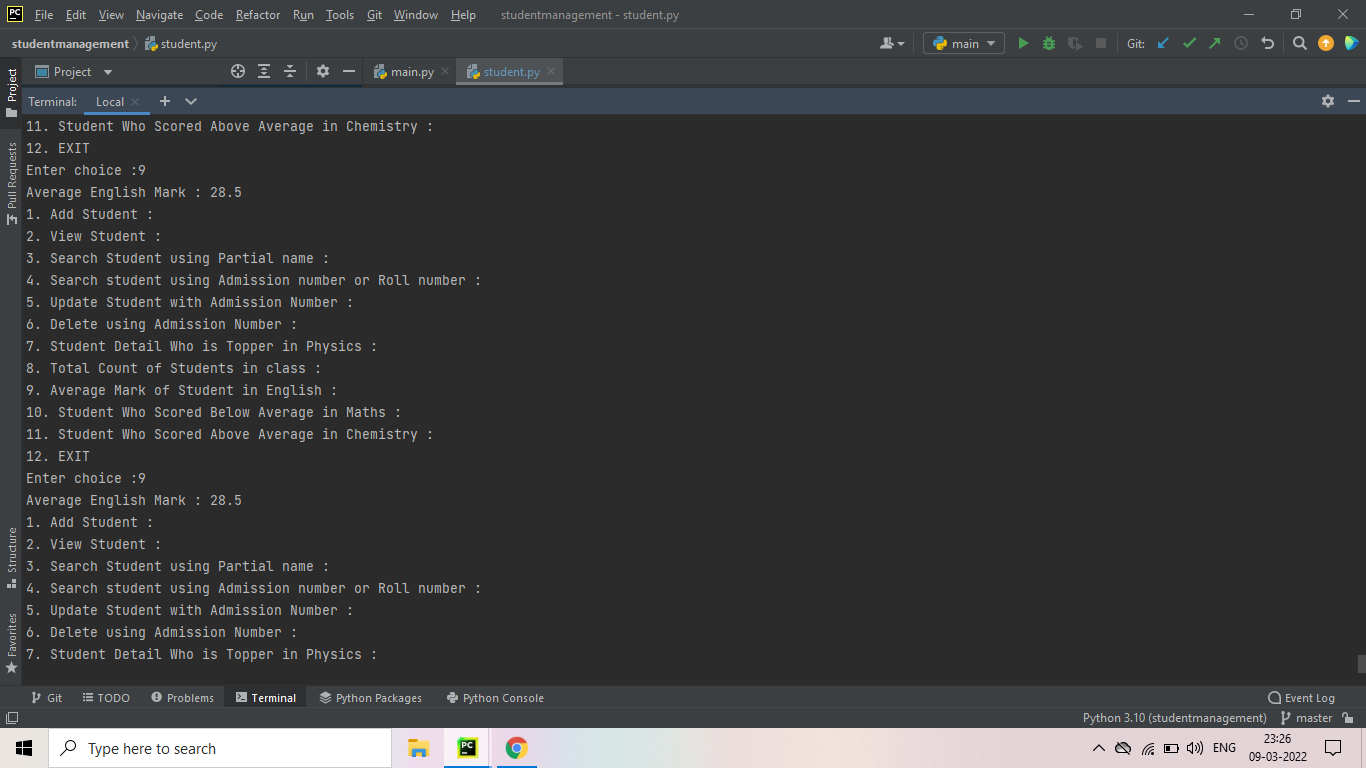 PC File Edit View Navigate Code Refactor Run Tools Git Window Help studentmanagement - student.py
studentmanagement student.py main Git:
Project main.py student.py
Terminal: Local
Project
Pull Requests
Structure
Favorites
11. Student Who Scored Above Average in Chemistry :
12. EXIT
Enter choice :9
Average English Mark : 28.5
1. Add Student :
2. View Student :
3. Search Student using Partial name :
4. Search student using Admission number or Roll number :
5. Update Student with Admission Number :
6. Delete using Admission Number :
7. Student Detail Who is Topper in Physics :
8. Total Count of Students in class :
9. Average Mark of Student in English :
10. Student Who Scored Below Average in Maths :
11. Student Who Scored Above Average in Chemistry :
12. EXIT
Enter choice :9
Average English Mark : 28.5
1. Add Student :
2. View Student :
3. Search Student using Partial name :
4. Search student using Admission number or Roll number :
5. Update Student with Admission Number :
6. Delete using Admission Number :
7. Student Detail Who is Topper in Physics :
Git TODO Problems Terminal Python Packages Python Console Event Log
Python 3.10 (studentmanagement) master
Type here to search PC ENG 23:26
09-03-2022